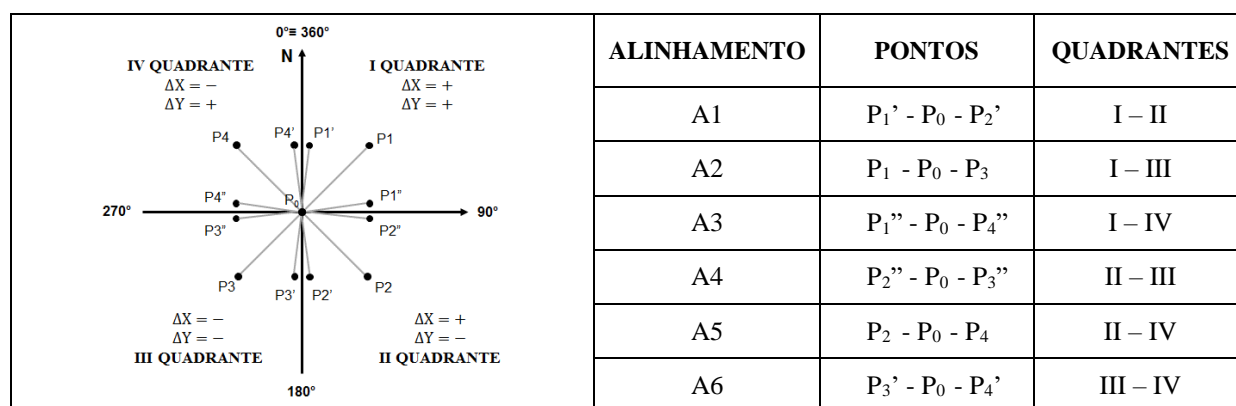 0°≡ 360°
N
IV QUADRANTE
ΔX = −
ΔY = +
I QUADRANTE
ΔX = +
ΔY = +
P4
P4'
P1'
P1
P4"
P0
P1"
270°
90°
P3"
P2"
P3
P3'
P2'
P2
ΔX = −
ΔY = −
III QUADRANTE
ΔX = +
ΔY = −
II QUADRANTE
180°
ALINHAMENTO PONTOS QUADRANTES
A1 P₁’ - P₀ - P₂’ I – II
A2 P₁ - P₀ - P₃ I – III
A3 P₁” - P₀ - P₄” I – IV
A4 P₂” - P₀ - P₃” II – III
A5 P₂ - P₀ - P₄ II – IV
A6 P₃’ - P₀ - P₄’ III – IV